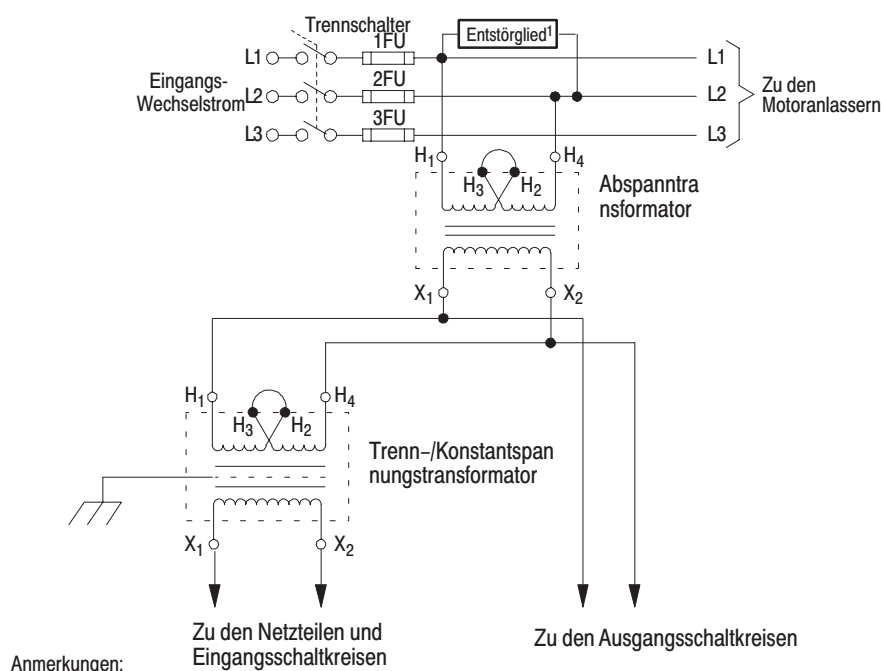 Trennschalter
1FU
Entstörglied1
L1
L1
Eingangs-
Wechselstrom
2FU
L2
L2
Zu den
Motoranlassern
3FU
L3
L3
H1
H4
H3
H2
Abspanntra
nsformator
X1
X2
H1
H4
H3
H2
Trenn-/Konstantspan
nungstransformator
X1
X2
Zu den Netzteilen und
Eingangsschaltkreisen
Zu den Ausgangsschaltkreisen
Anmerkungen: